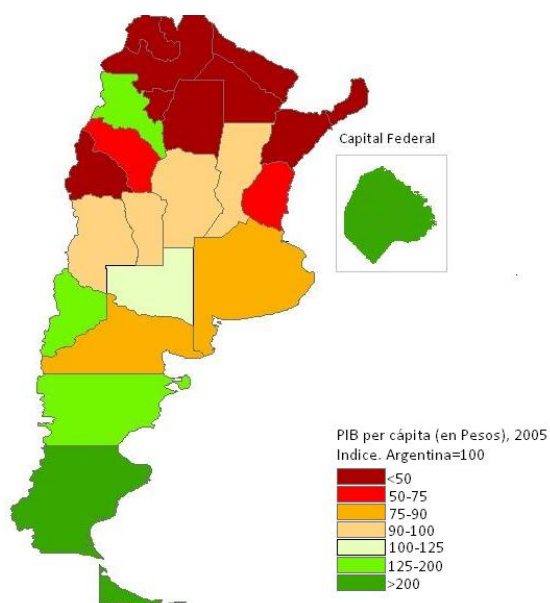 Capital Federal
PIB per cápita (en Pesos), 2005
Indice. Argentina=100
<50
50-75
75-90
90-100
100-125
125-200
>200